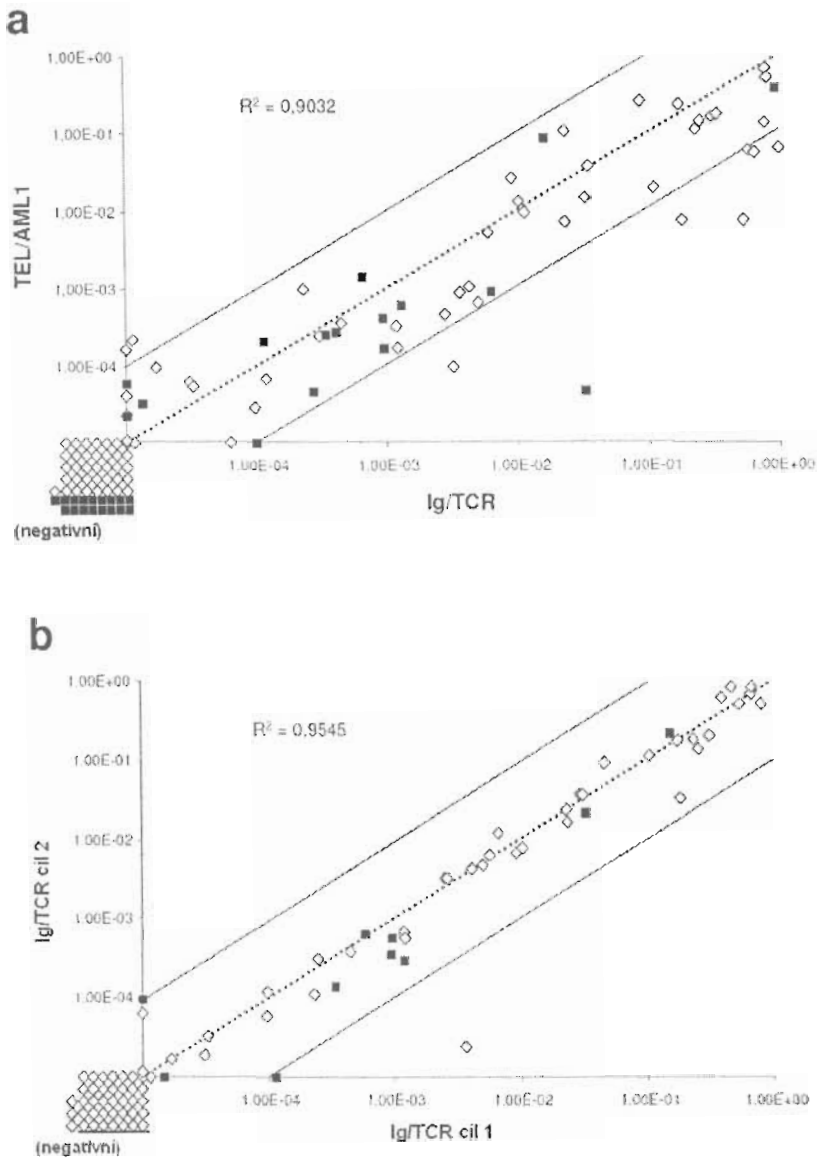 a
1,00E+00
R² = 0,9032
1,00E-01
1,00E-02
TEL/AML1
1,00E-03
1,00E-04
1,00E-04 1,00E-03 1,00E-02 1,00E-01 1,00E+00
Ig/TCR
(negativní)
b
1,00E+00
R² = 0,9545
1,00E-01
1,00E-02
Ig/TCR cíl 2
1,00E-03
1,00E-04
1,00E-04 1,00E-03 1,00E-02 1,00E-01 1,00E+00
Ig/TCR cíl 1
(negativní)